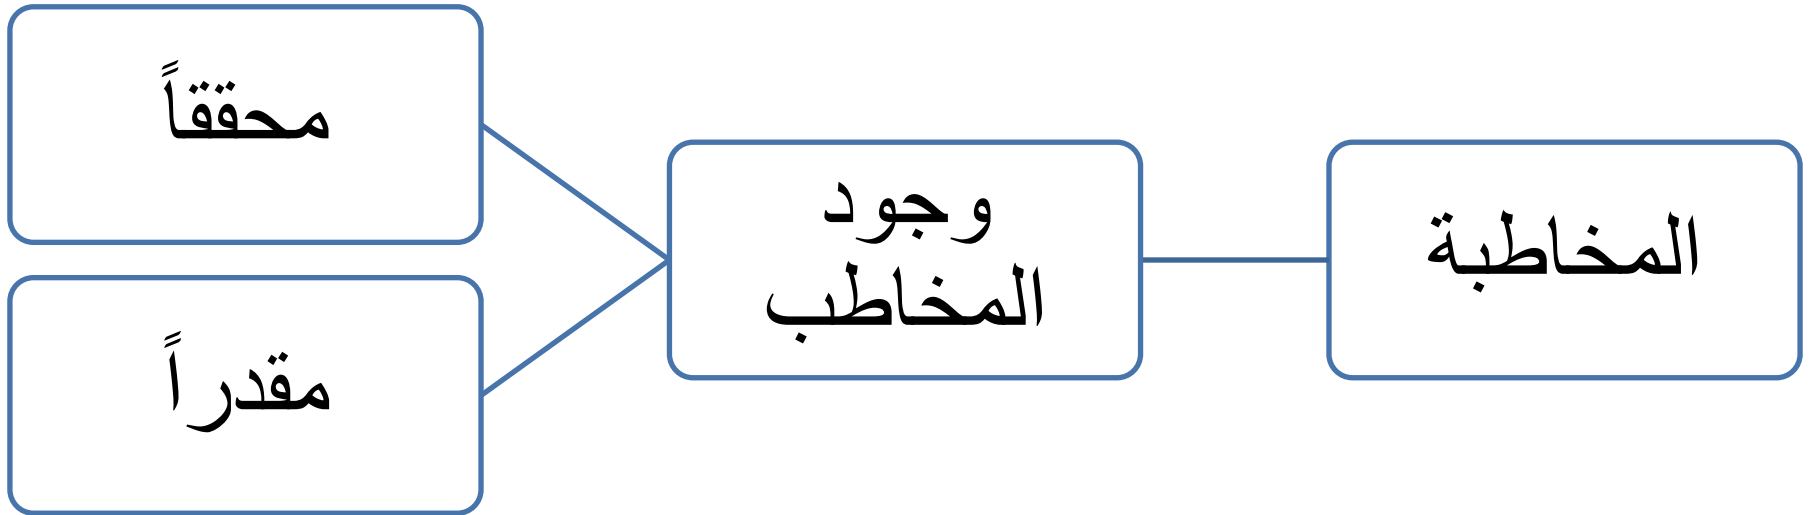 المخاطبة
وجود
المخاطب
محققاً
مقدراً